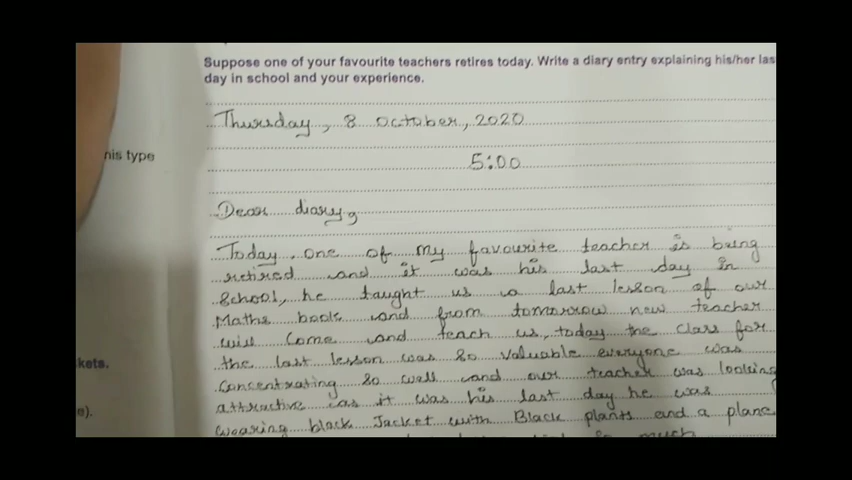 Suppose one of your favourite teachers retires today. Write a diary entry explaining his/her las
day in school and your experience.
Thursday, 8 October, 2020
his type
5:00
Dear diary,
Today, one of my favourite teacher is being
retired and it was his last day in
school, he taught us a last lesson of our
Maths book and from tomorrow new teacher
will come and teach us, today the class for
the last lesson was so valuable everyone was
kets.
concentrating so well and our teacher was looking
attractive as it was his last day he was
e).
wearing black Jacket with Black plants and a plane
much